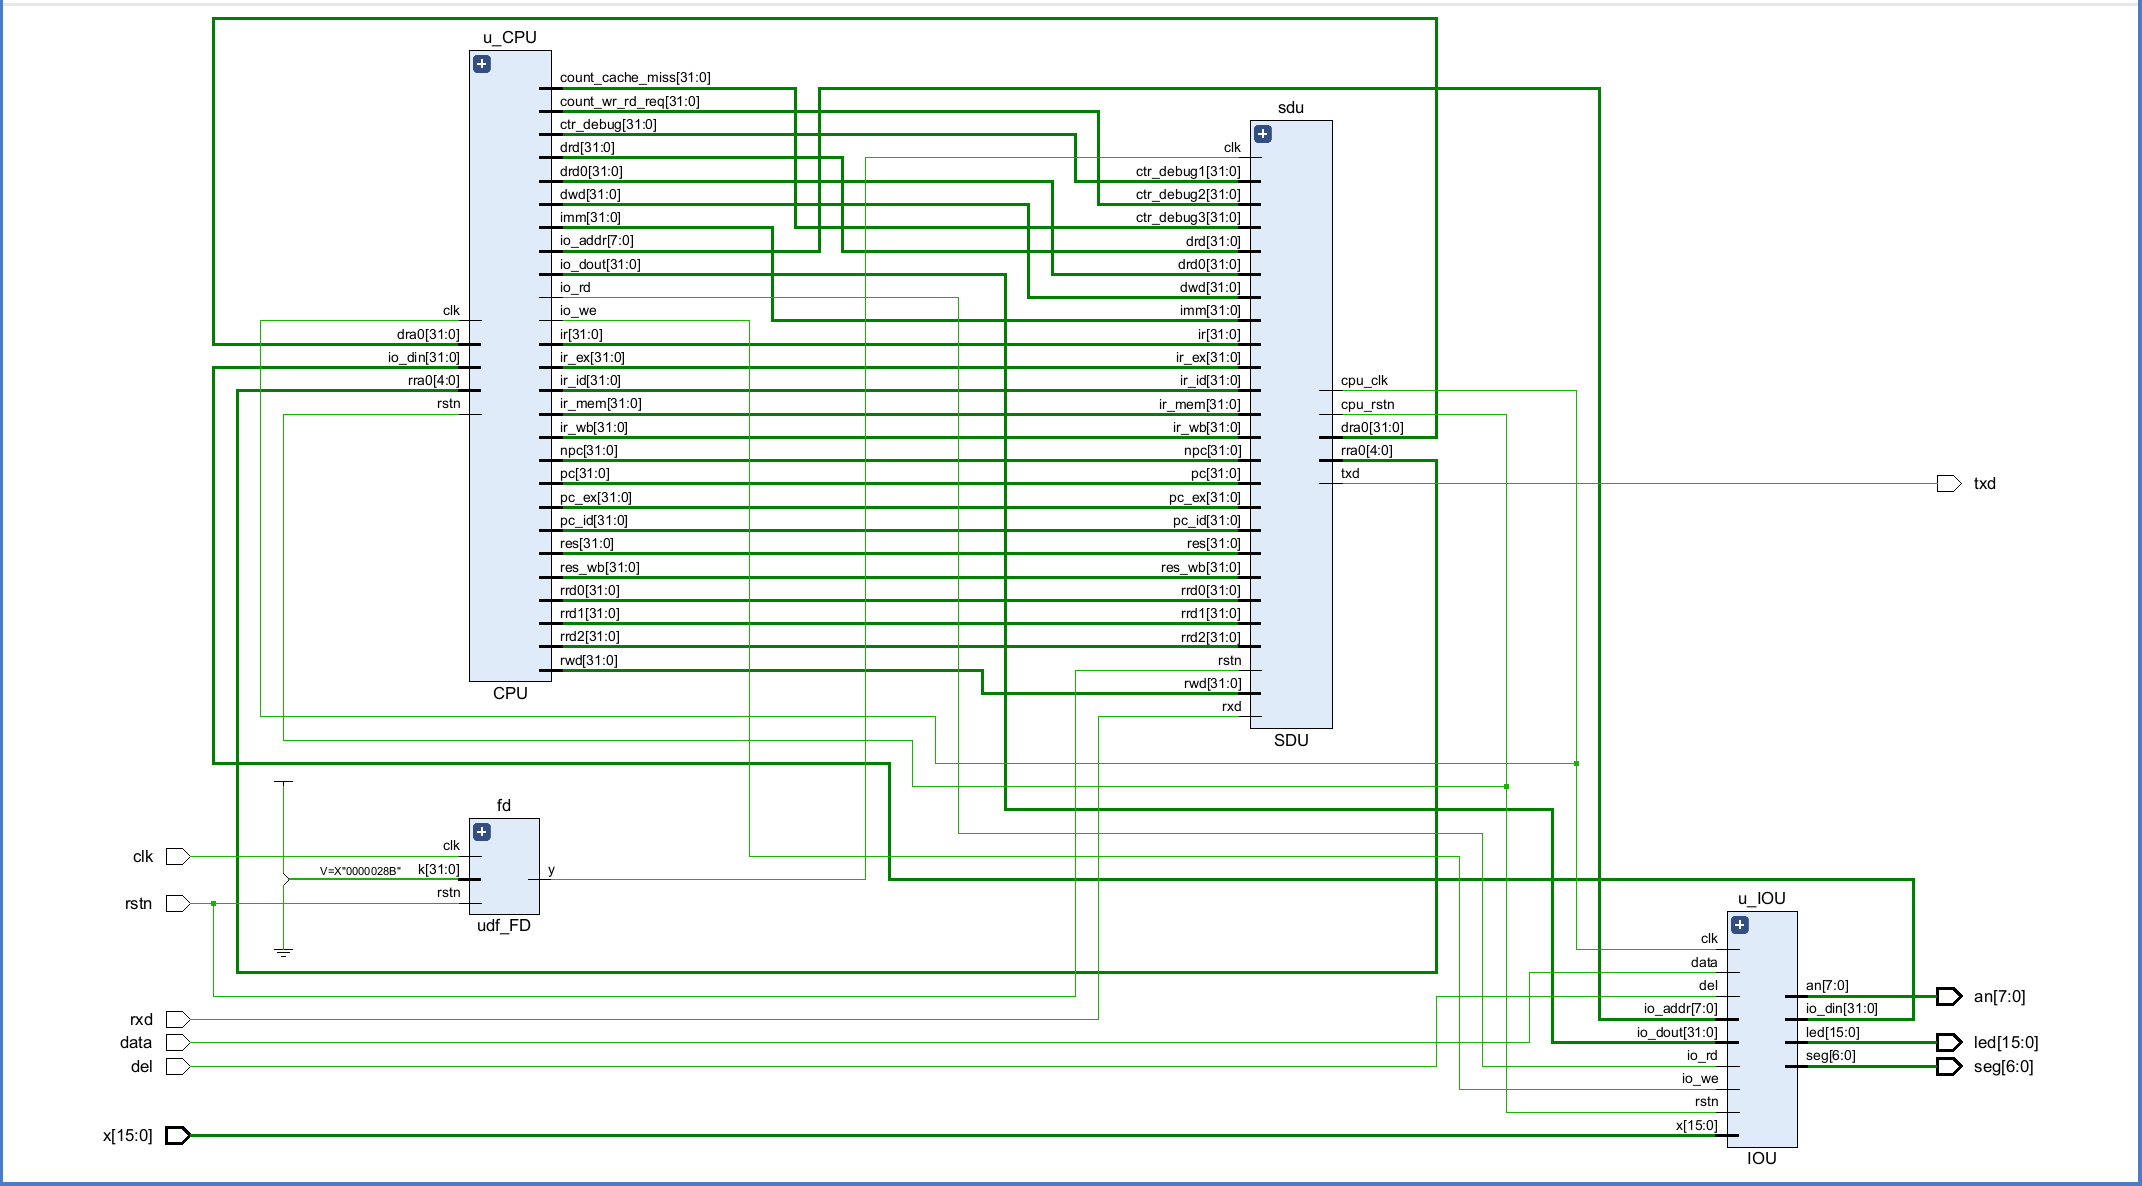 u_CPU
count_cache_miss[31:0]
count_wr_rd_req[31:0]
ctr_debug[31:0]
drd[31:0]
drd0[31:0]
dwd[31:0]
imm[31:0]
io_addr[7:0]
io_dout[31:0]
io_rd
io_we
ir[31:0]
ir_ex[31:0]
ir_id[31:0]
ir_mem[31:0]
ir_wb[31:0]
npc[31:0]
pc[31:0]
pc_ex[31:0]
pc_id[31:0]
res[31:0]
res_wb[31:0]
rrd0[31:0]
rrd1[31:0]
rrd2[31:0]
rwd[31:0]
clk
dra0[31:0]
io_din[31:0]
rra0[4:0]
rstn
CPU
sdu
clk
ctr_debug1[31:0]
ctr_debug2[31:0]
ctr_debug3[31:0]
drd[31:0]
drd0[31:0]
dwd[31:0]
imm[31:0]
ir[31:0]
ir_ex[31:0]
ir_id[31:0]
ir_mem[31:0]
ir_wb[31:0]
npc[31:0]
pc[31:0]
pc_ex[31:0]
pc_id[31:0]
res[31:0]
res_wb[31:0]
rrd0[31:0]
rrd1[31:0]
rrd2[31:0]
rstn
rwd[31:0]
rxd
cpu_clk
cpu_rstn
dra0[31:0]
rra0[4:0]
txd
SDU
txd
fd
clk
V=X"0000028B" k[31:0]
rstn
y
udf_FD
clk
rstn
rxd
data
del
x[15:0]
u_IOU
clk
data
del
io_addr[7:0]
io_dout[31:0]
io_rd
io_we
rstn
x[15:0]
an[7:0]
io_din[31:0]
led[15:0]
seg[6:0]
IOU
an[7:0]
led[15:0]
seg[6:0]